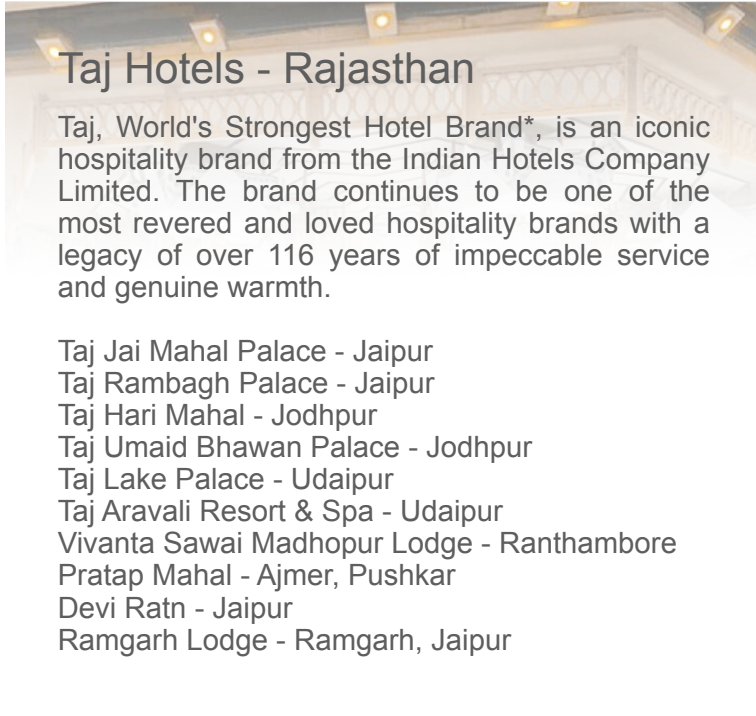 Taj Hotels - Rajasthan
Taj, World's Strongest Hotel Brand*, is an iconic
hospitality brand from the Indian Hotels Company
Limited. The brand continues to be one of the
most revered and loved hospitality brands with a
legacy of over 116 years of impeccable service
and genuine warmth.
Taj Jai Mahal Palace - Jaipur
Taj Rambagh Palace - Jaipur
Taj Hari Mahal - Jodhpur
Taj Umaid Bhawan Palace - Jodhpur
Taj Lake Palace - Udaipur
Taj Aravali Resort & Spa - Udaipur
Vivanta Sawai Madhopur Lodge - Ranthambore
Pratap Mahal - Ajmer, Pushkar
Devi Ratn - Jaipur
Ramgarh Lodge - Ramgarh, Jaipur